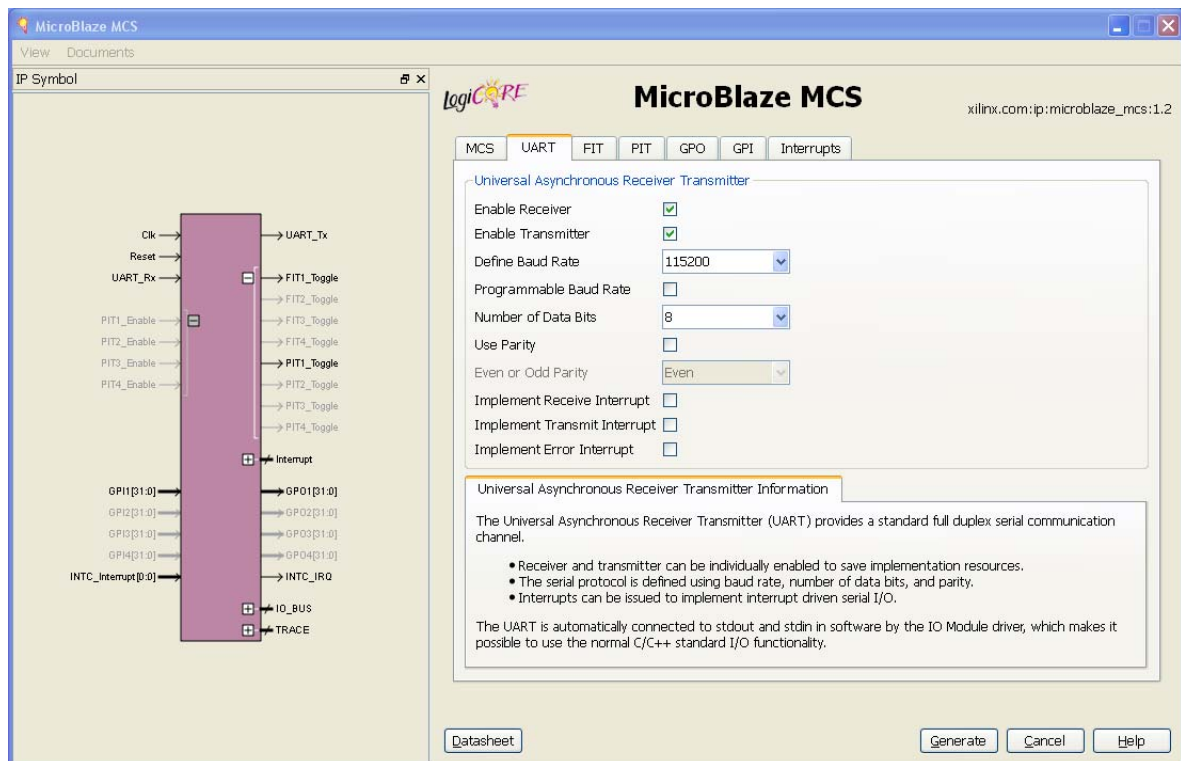 MicroBlaze MCS
View Documents
IP Symbol
Clk
Reset
UART_Rx
PIT1_Enable
PIT2_Enable
PIT3_Enable
PIT4_Enable
GPI1[31:0]
GPI2[31:0]
GPI3[31:0]
GPI4[31:0]
INTC_Interrupt[0:0]
UART_Tx
FIT1_Toggle
FIT2_Toggle
FIT3_Toggle
FIT4_Toggle
PIT1_Toggle
PIT2_Toggle
PIT3_Toggle
PIT4_Toggle
Interrupt
GPO1[31:0]
GPO2[31:0]
GPO3[31:0]
GPO4[31:0]
INTC_IRQ
IO_BUS
TRACE
LogiCORE
MicroBlaze MCS
xilinx.com:ip:microblaze_mcs:1.2
MCS UART FIT PIT GPO GPI Interrupts
Universal Asynchronous Receiver Transmitter
Enable Receiver
Enable Transmitter
Define Baud Rate 115200
Programmable Baud Rate
Number of Data Bits 8
Use Parity
Even or Odd Parity Even
Implement Receive Interrupt
Implement Transmit Interrupt
Implement Error Interrupt
Universal Asynchronous Receiver Transmitter Information
The Universal Asynchronous Receiver Transmitter (UART) provides a standard full duplex serial communication
channel.
• Receiver and transmitter can be individually enabled to save implementation resources.
• The serial protocol is defined using baud rate, number of data bits, and parity.
• Interrupts can be issued to implement interrupt driven serial I/O.
The UART is automatically connected to stdout and stdin in software by the IO Module driver, which makes it
possible to use the normal C/C++ standard I/O functionality.
Datasheet Generate Cancel Help